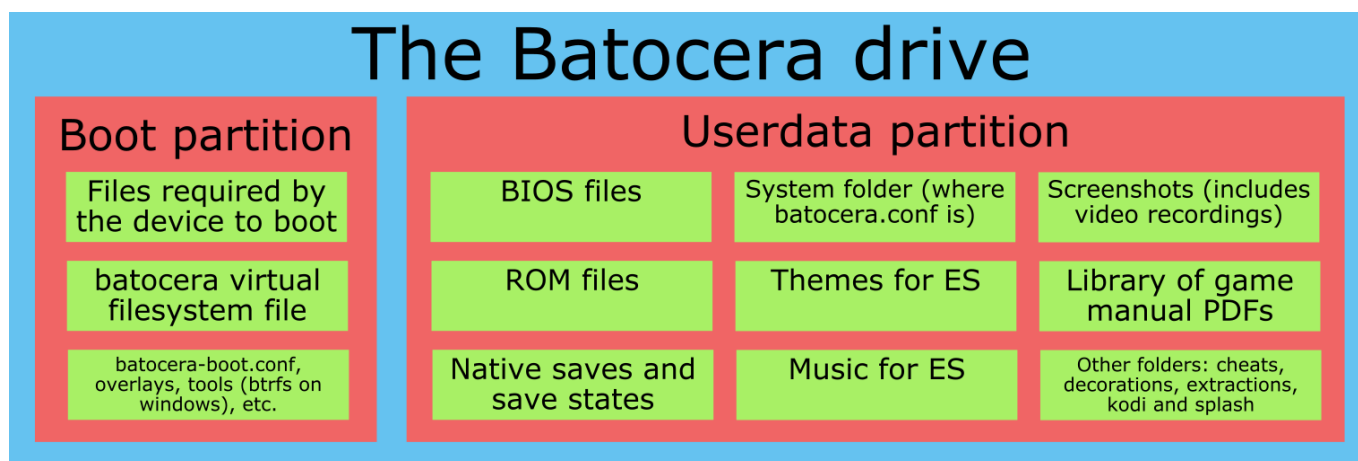 The Batocera drive
Boot partition
Files required by
the device to boot
batocera virtual
filesystem file
batocera-boot.conf,
overlays, tools (btrfs on
windows), etc.
Userdata partition
BIOS files
System folder (where
batocera.conf is)
Screenshots (includes
video recordings)
ROM files
Themes for ES
Library of game
manual PDFs
Native saves and
save states
Music for ES
Other folders: cheats,
decorations, extractions,
kodi and splash